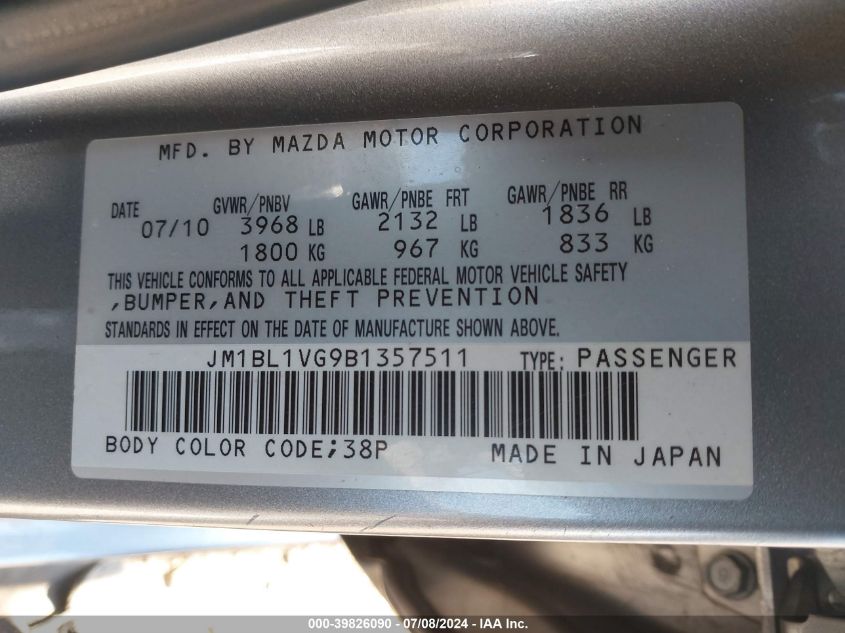 MFD. BY MAZDA MOTOR CORPORATION
DATE GVWR/PNBV GAWR/PNBE FRT GAWR/PNBE RR
07/10 3968 LB 2132 LB 1836 LB
1800 KG 967 KG 833 KG
THIS VEHICLE CONFORMS TO ALL APPLICABLE FEDERAL MOTOR VEHICLE SAFETY
,BUMPER,AND THEFT PREVENTION
STANDARDS IN EFFECT ON THE DATE OF MANUFACTURE SHOWN ABOVE.
JM1BL1VG9B1357511 TYPE: PASSENGER
BODY COLOR CODE;38P MADE IN JAPAN
000-39826090 - 07/08/2024 - IAA Inc.